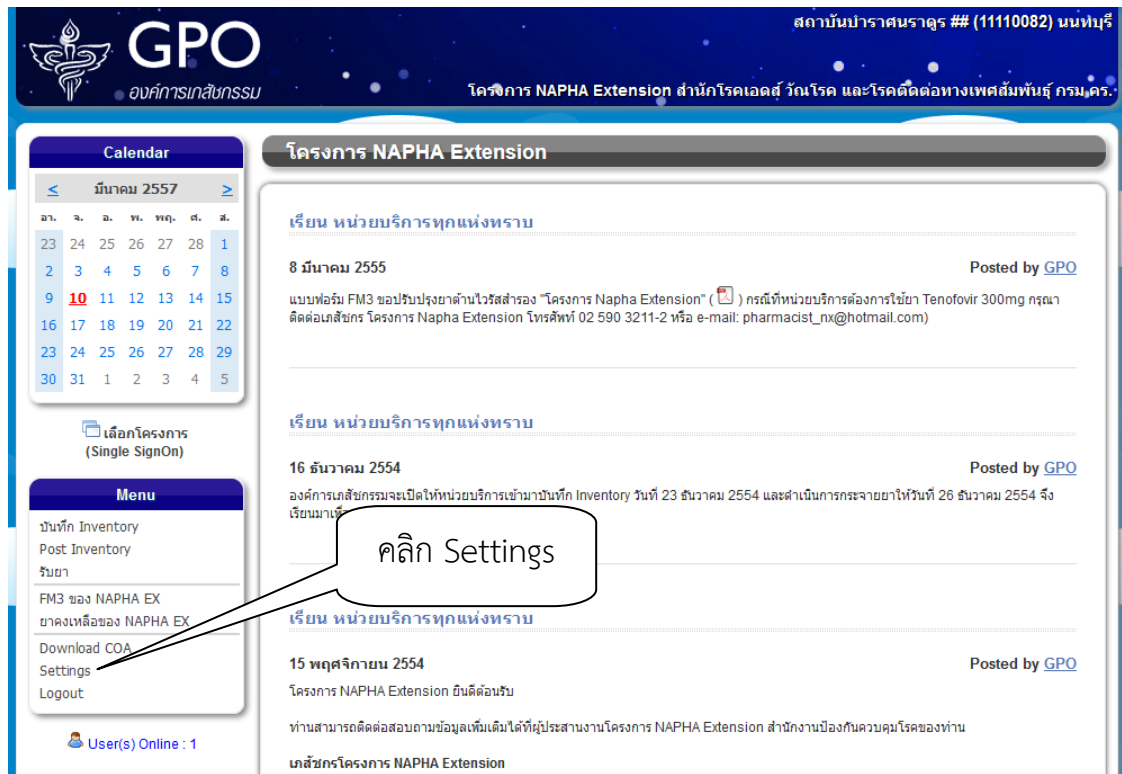 GPO
องค์การเภสัชกรรม
สถาบันบำราศนราดูร ## (11110082) นนทบุรี
โครงการ NAPHA Extension สำนักโรคเอดส์ วัณโรค และโรคติดต่อทางเพศสัมพันธุ์ กรม คร.
Calendar
< มีนาคม 2557 >
อา. จ. อ. พ. พฤ. ศ. ส.
23 24 25 26 27 28 1
2 3 4 5 6 7 8
9 10 11 12 13 14 15
16 17 18 19 20 21 22
23 24 25 26 27 28 29
30 31 1 2 3 4 5
เลือกโครงการ
(Single SignOn)
Menu
บันทึก Inventory
Post Inventory
รับยา
FM3 ของ NAPHA EX
ยาคงเหลือของ NAPHA EX
Download COA
Settings
Logout
User(s) Online : 1
โครงการ NAPHA Extension
เรียน หน่วยบริการทุกแห่งทราบ
8 มีนาคม 2555 Posted by GPO
แบบฟอร์ม FM3 ขอปรับปรุงยาต้านไวรัสสำรอง "โครงการ Napha Extension" ( ) กรณีที่หน่วยบริการต้องการใช้ยา Tenofovir 300mg กรุณา
ติดต่อเภสัชกร โครงการ Napha Extension โทรศัพท์ 02 590 3211-2 หรือ e-mail: pharmacist_nx@hotmail.com)
เรียน หน่วยบริการทุกแห่งทราบ
16 ธันวาคม 2554 Posted by GPO
องค์การเภสัชกรรมจะเปิดให้หน่วยบริการเข้ามาบันทึก Inventory วันที่ 23 ธันวาคม 2554 และดำเนินการกระจายยาให้วันที่ 26 ธันวาคม 2554 จึง
เรียนมาเพื่อ
คลิก Settings
เรียน หน่วยบริการทุกแห่งทราบ
15 พฤศจิกายน 2554 Posted by GPO
โครงการ NAPHA Extension ยินดีต้อนรับ
ท่านสามารถติดต่อสอบถามข้อมูลเพิ่มเติมได้ที่ผู้ประสานงานโครงการ NAPHA Extension สำนักงานป้องกันควบคุมโรคของท่าน
เภสัชกรโครงการ NAPHA Extension